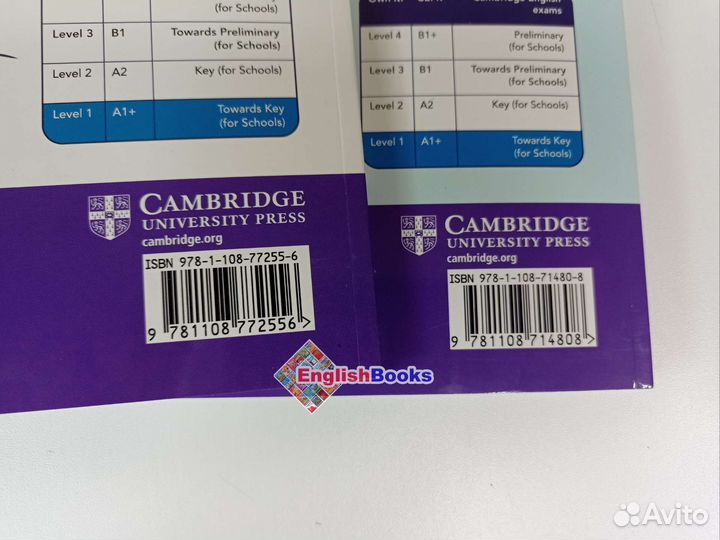 (for Schools)
Level 3 B1 Towards Preliminary
(for Schools)
Level 2 A2 Key (for Schools)
Level 1 A1+ Towards Key
(for Schools)
CAMBRIDGE
UNIVERSITY PRESS
cambridge.org
ISBN 978-1-108-77255-6
9 781108 772556 >
exams
Level 4 B1+ Preliminary
(for Schools)
Level 3 B1 Towards Preliminary
(for Schools)
Level 2 A2 Key (for Schools)
Level 1 A1+ Towards Key
(for Schools)
CAMBRIDGE
UNIVERSITY PRESS
cambridge.org
ISBN 978-1-108-71480-8
9 781108 714808 >
EnglishBooks
Avito